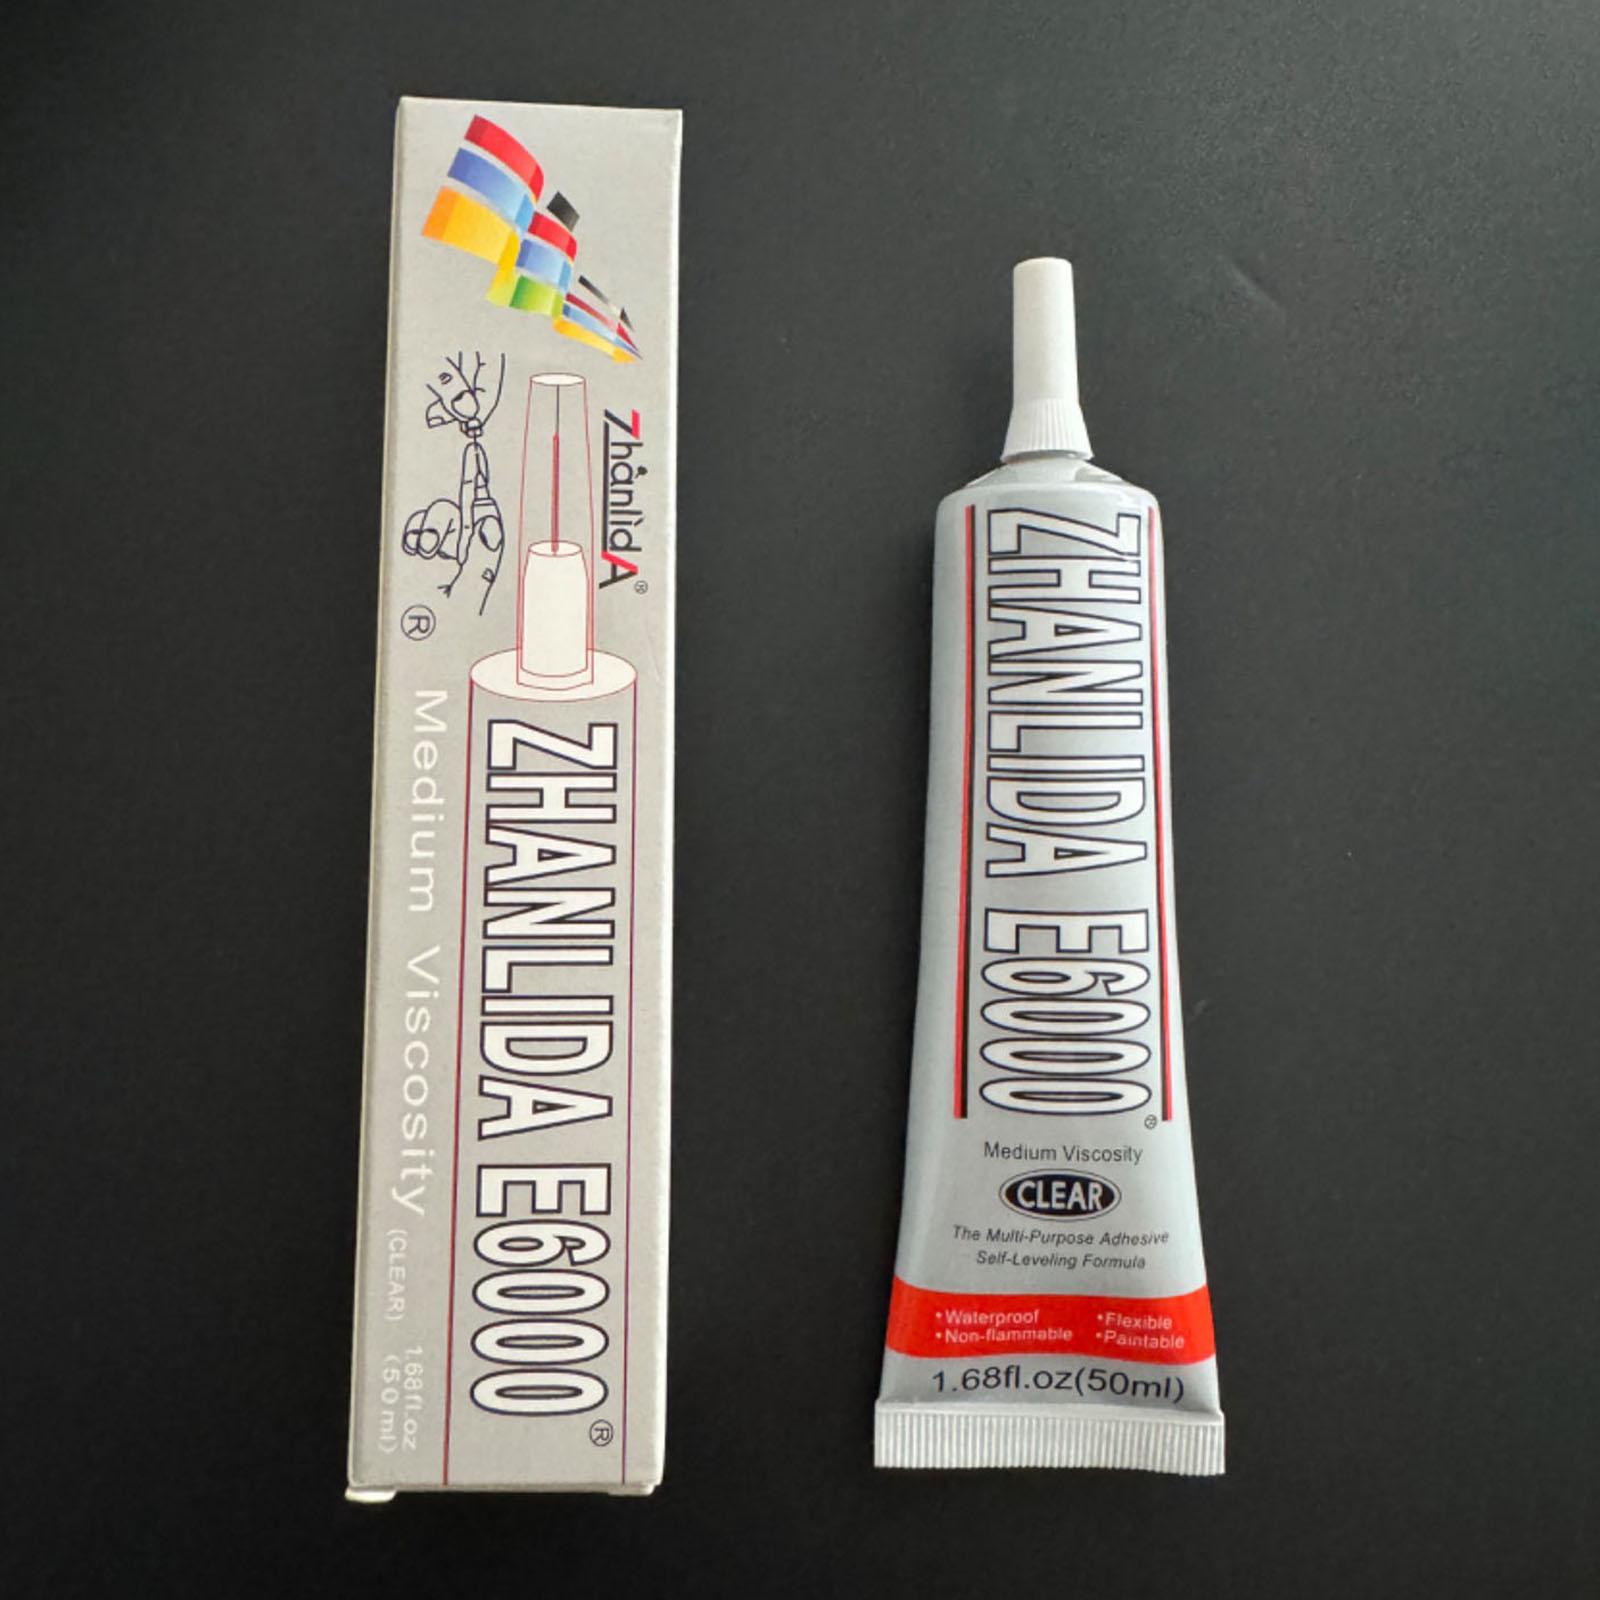 ZhånlìdA®
ZHANLIDA E6000®
® Medium Viscosity (CLEAR) 1.68fl.oz
(50ml)
ZHANLIDA E6000®
Medium Viscosity
CLEAR
The Multi-Purpose Adhesive
Self-Leveling Formula
•Waterproof •Flexible
•Non-flammable •Paintable
1.68fl.oz(50ml)